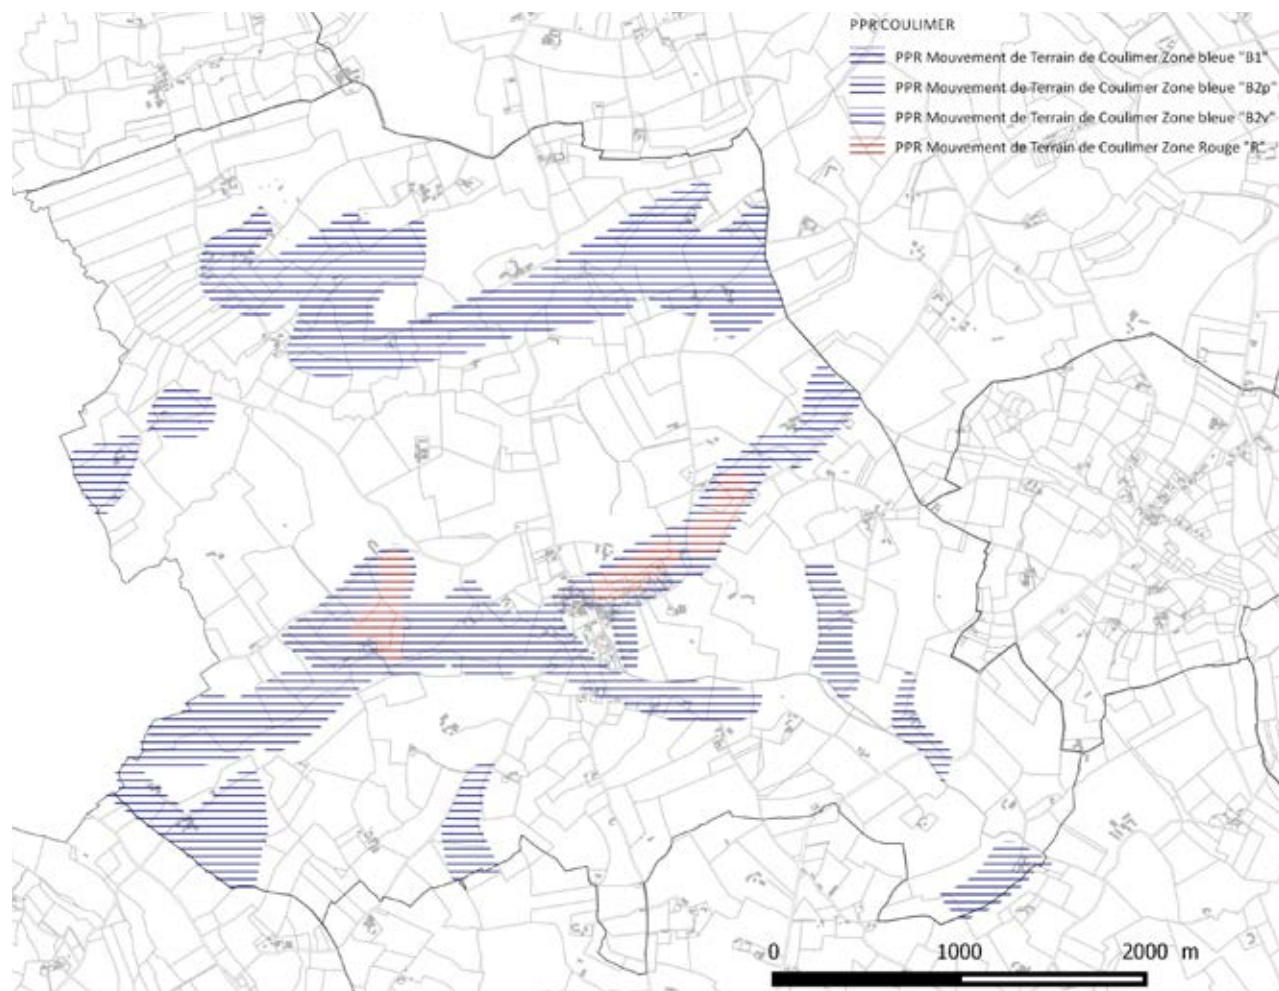 PPR COULIMER
PPR Mouvement de Terrain de Coulimer Zone bleue "B1"
PPR Mouvement de Terrain de Coulimer Zone bleue "B2p"
PPR Mouvement de Terrain de Coulimer Zone bleue "B2v"
PPR Mouvement de Terrain de Coulimer Zone Rouge "R"
0 1000 2000 m